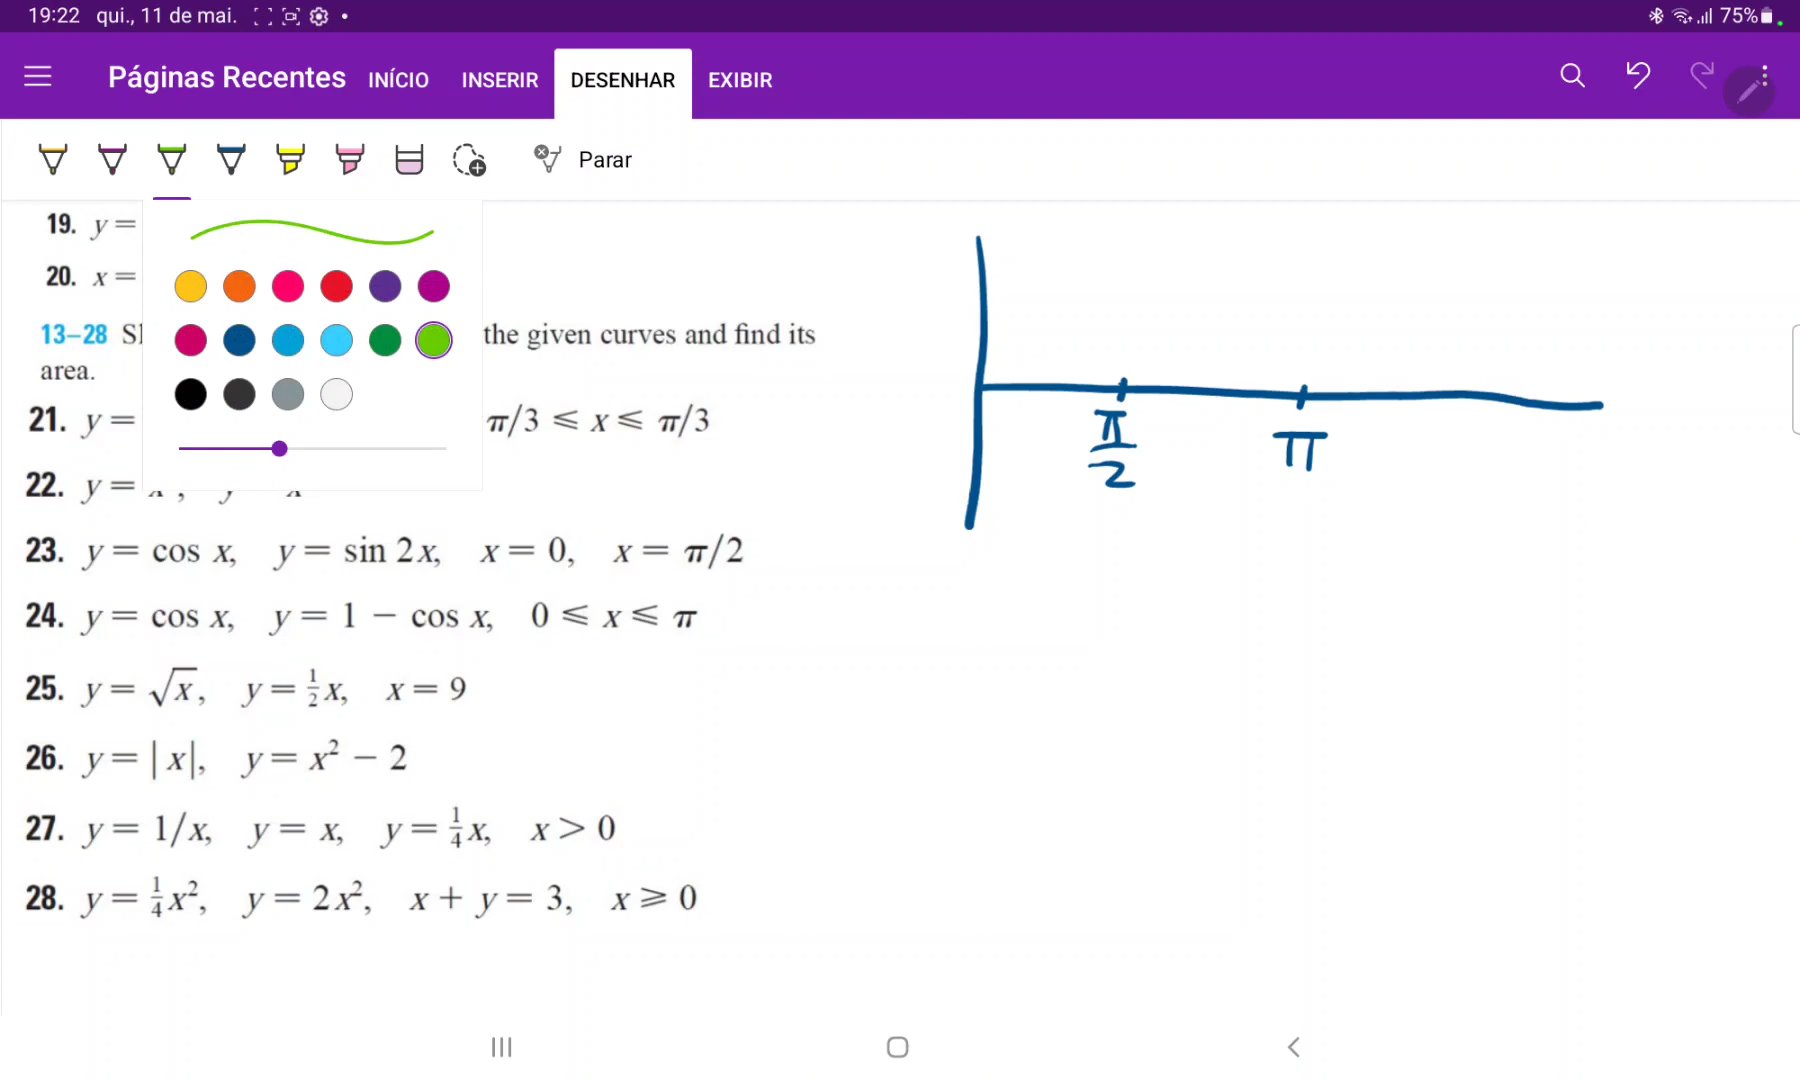 19:22 qui., 11 de mai. 75%
Páginas Recentes INÍCIO INSERIR DESENHAR EXIBIR
Parar
19. y =
20. x =
13–28 the given curves and find its
area.
21. y = π/3 ⩽ x ⩽ π/3
22. y =
23. y = cos x, y = sin 2x, x = 0, x = π/2
24. y = cos x, y = 1 − cos x, 0 ⩽ x ⩽ π
25. y = √x, y = ½x, x = 9
26. y = |x|, y = x² − 2
27. y = 1/x, y = x, y = ¼x, x > 0
28. y = ¼x², y = 2x², x + y = 3, x ⩾ 0
π/2 π